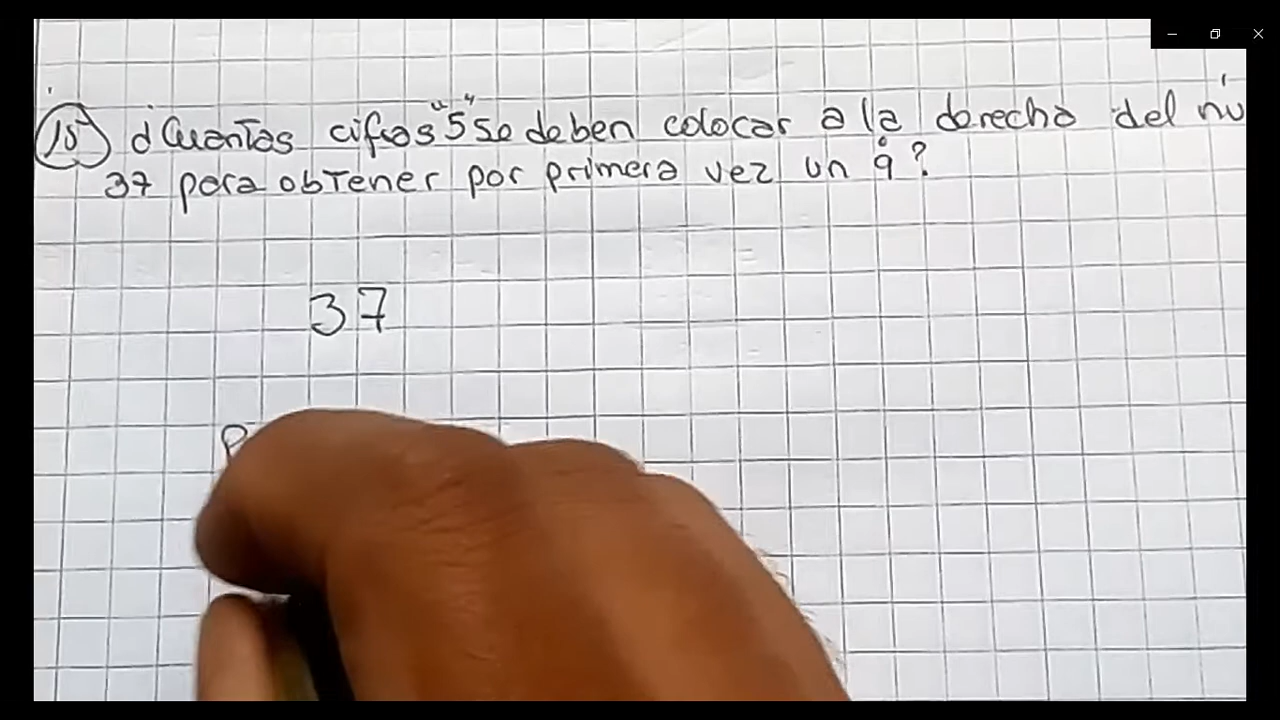 15 ¿Cuantas cifras "5" se deben colocar a la derecha del nú
37 para obtener por primera vez un 9̊?
37
P